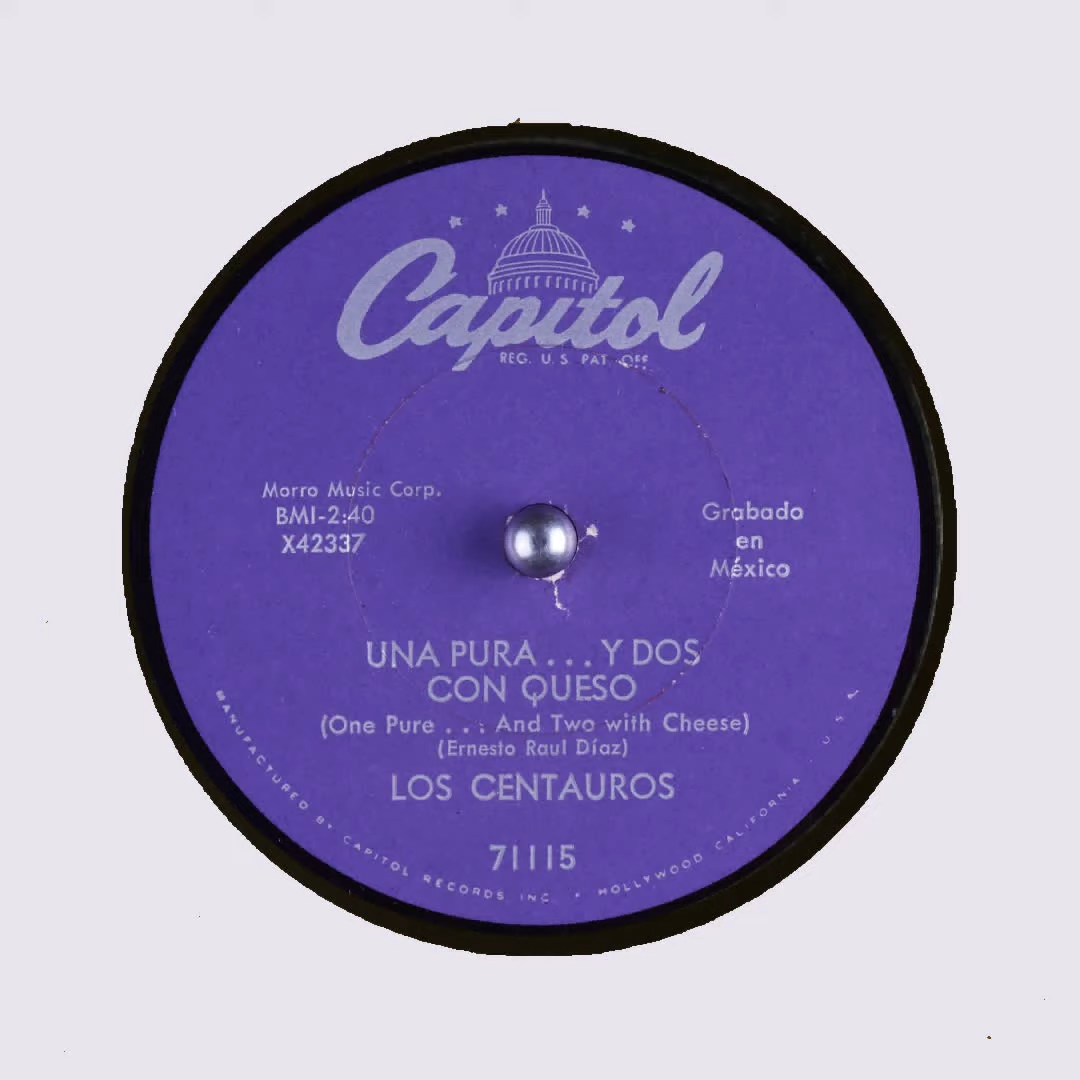 Capitol
REG. U.S. PAT. OFF.
Morro Music Corp.
BMI-2:40
X42337
Grabado
en
México
UNA PURA . . . Y DOS
CON QUESO
(One Pure . . . And Two with Cheese)
(Ernesto Raul Díaz)
LOS CENTAUROS
71115
MANUFACTURED BY CAPITOL RECORDS INC. • HOLLYWOOD CALIFORNIA - U.S.A.